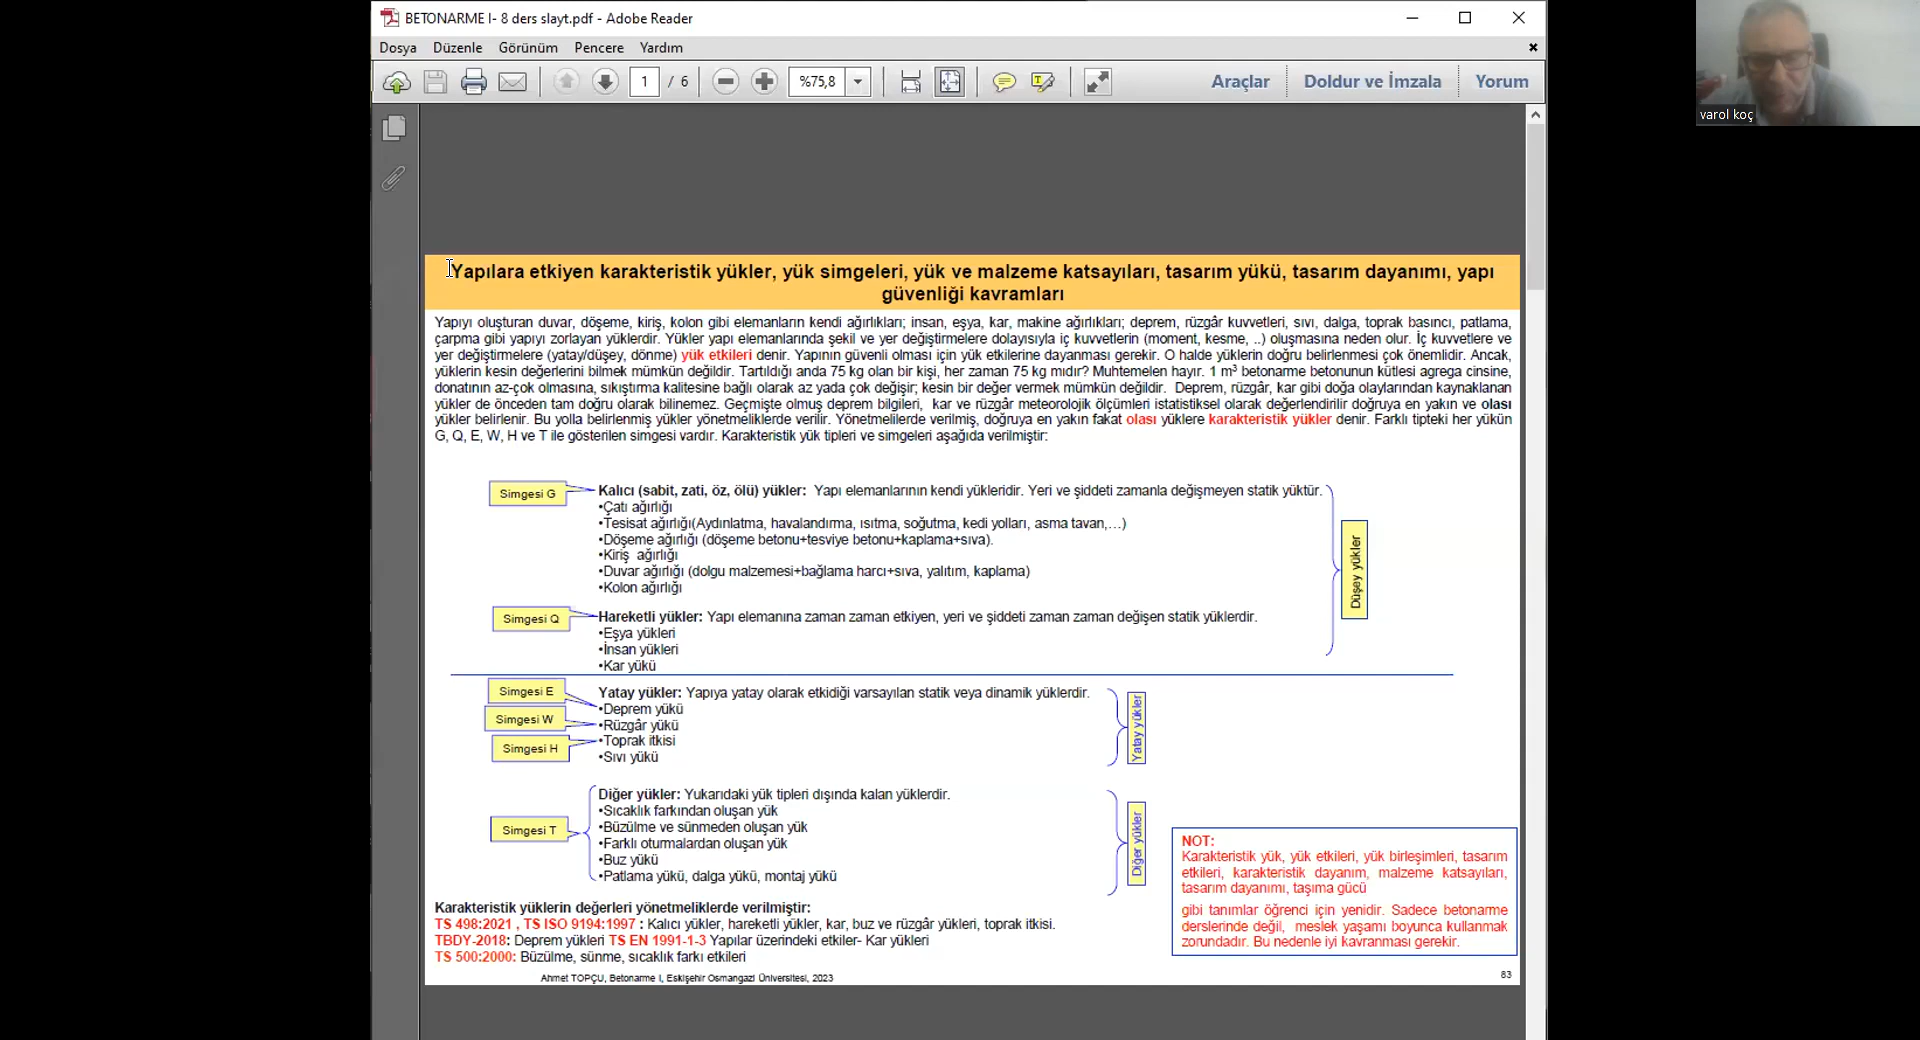 BETONARME I- 8 ders slayt.pdf - Adobe Reader
Dosya Düzenle Görünüm Pencere Yardım
1 / 6 %75,8 Araçlar Doldur ve İmzala Yorum
varol koç
Yapılara etkiyen karakteristik yükler, yük simgeleri, yük ve malzeme katsayıları, tasarım yükü, tasarım dayanımı, yapı
güvenliği kavramları
Yapıyı oluşturan duvar, döşeme, kiriş, kolon gibi elemanların kendi ağırlıkları; insan, eşya, kar, makine ağırlıkları; deprem, rüzgâr kuvvetleri, sıvı, dalga, toprak basıncı, patlama,
çarpma gibi yapıyı zorlayan yüklerdir. Yükler yapı elemanlarında şekil ve yer değiştirmelere dolayısıyla iç kuvvetlerin (moment, kesme, ..) oluşmasına neden olur. İç kuvvetlere ve
yer değiştirmelere (yatay/düşey, dönme) yük etkileri denir. Yapının güvenli olması için yük etkilerine dayanması gerekir. O halde yüklerin doğru belirlenmesi çok önemlidir. Ancak,
yüklerin kesin değerlerini bilmek mümkün değildir. Tartıldığı anda 75 kg olan bir kişi, her zaman 75 kg mıdır? Muhtemelen hayır. 1 m³ betonarme betonunun kütlesi agrega cinsine,
donatının az-çok olmasına, sıkıştırma kalitesine bağlı olarak az yada çok değişir; kesin bir değer vermek mümkün değildir. Deprem, rüzgâr, kar gibi doğa olaylarından kaynaklanan
yükler de önceden tam doğru olarak bilinemez. Geçmişte olmuş deprem bilgileri, kar ve rüzgâr meteorolojik ölçümleri istatistiksel olarak değerlendirilir doğruya en yakın ve olası
yükler belirlenir. Bu yolla belirlenmiş yükler yönetmeliklerde verilir. Yönetmelilerde verilmiş, doğruya en yakın fakat olası yüklere karakteristik yükler denir. Farklı tipteki her yükün
G, Q, E, W, H ve T ile gösterilen simgesi vardır. Karakteristik yük tipleri ve simgeleri aşağıda verilmiştir:
Simgesi G
Kalıcı (sabit, zati, öz, ölü) yükler: Yapı elemanlarının kendi yükleridir. Yeri ve şiddeti zamanla değişmeyen statik yüktür.
•Çatı ağırlığı
•Tesisat ağırlığı(Aydınlatma, havalandırma, ısıtma, soğutma, kedi yolları, asma tavan,…)
•Döşeme ağırlığı (döşeme betonu+tesviye betonu+kaplama+sıva).
•Kiriş ağırlığı
•Duvar ağırlığı (dolgu malzemesi+bağlama harcı+sıva, yalıtım, kaplama)
•Kolon ağırlığı
Düşey yükler
Simgesi Q
Hareketli yükler: Yapı elemanına zaman zaman etkiyen, yeri ve şiddeti zaman zaman değişen statik yüklerdir.
•Eşya yükleri
•İnsan yükleri
•Kar yükü
Simgesi E
Simgesi W
Simgesi H
Yatay yükler: Yapıya yatay olarak etkidiği varsayılan statik veya dinamik yüklerdir.
•Deprem yükü
•Rüzgâr yükü
•Toprak itkisi
•Sıvı yükü
Yatay yükler
Simgesi T
Diğer yükler: Yukarıdaki yük tipleri dışında kalan yüklerdir.
•Sıcaklık farkından oluşan yük
•Büzülme ve sünmeden oluşan yük
•Farklı oturmalardan oluşan yük
•Buz yükü
•Patlama yükü, dalga yükü, montaj yükü
Diğer yükler
NOT:
Karakteristik yük, yük etkileri, yük birleşimleri, tasarım
etkileri, karakteristik dayanım, malzeme katsayıları,
tasarım dayanımı, taşıma gücü
gibi tanımlar öğrenci için yenidir. Sadece betonarme
derslerinde değil, meslek yaşamı boyunca kullanmak
zorundadır. Bu nedenle iyi kavranması gerekir.
Karakteristik yüklerin değerleri yönetmeliklerde verilmiştir:
TS 498:2021 , TS ISO 9194:1997 : Kalıcı yükler, hareketli yükler, kar, buz ve rüzgâr yükleri, toprak itkisi.
TBDY-2018: Deprem yükleri TS EN 1991-1-3 Yapılar üzerindeki etkiler- Kar yükleri
TS 500:2000: Büzülme, sünme, sıcaklık farkı etkileri
Ahmet TOPÇU, Betonarme I, Eskişehir Osmangazi Üniversitesi, 2023
83